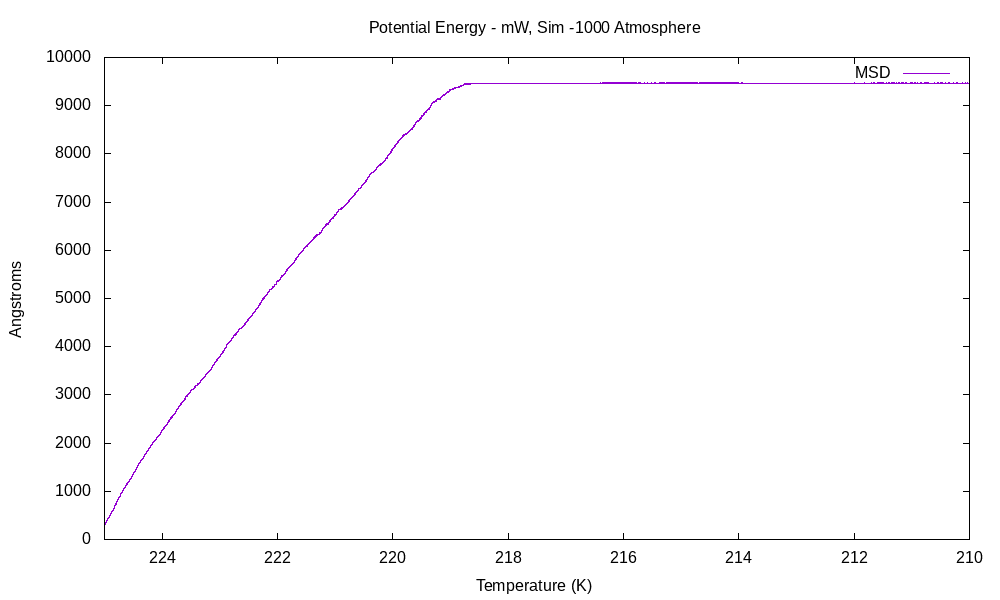 Potential Energy - mW, Sim -1000 Atmosphere
10000
9000
8000
7000
6000
5000
4000
3000
2000
1000
0
MSD
Angstroms
224 222 220 218 216 214 212 210
Temperature (K)